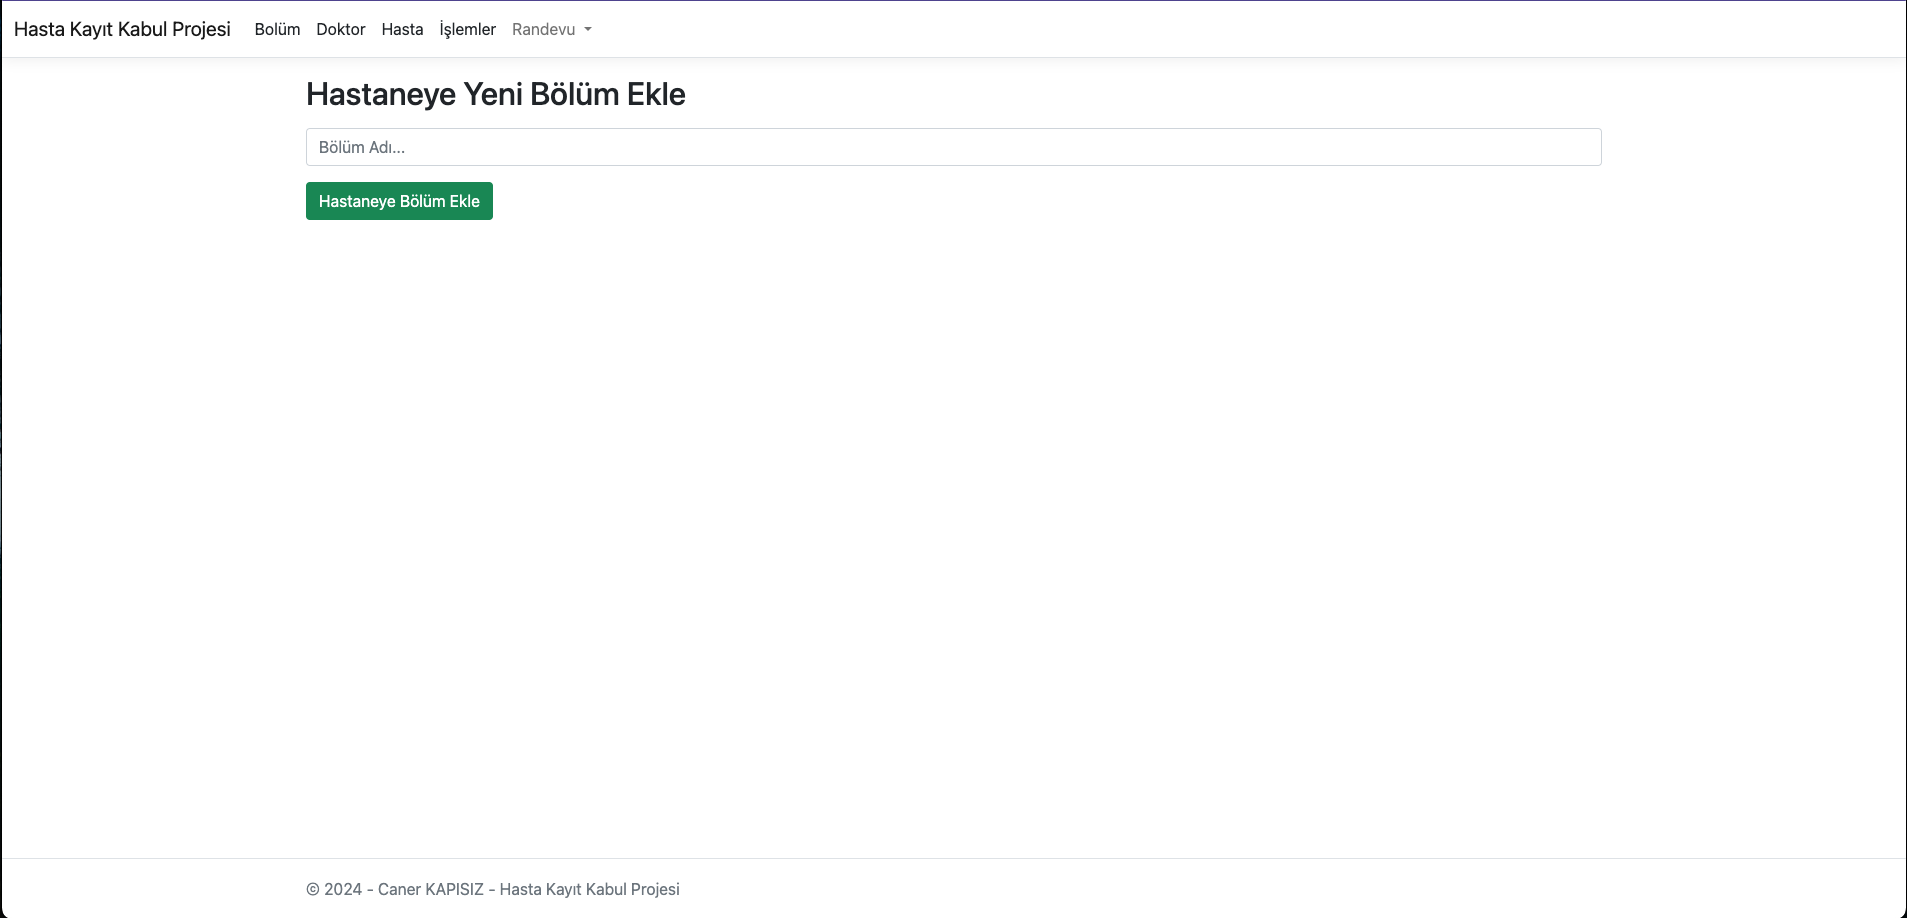 Hasta Kayıt Kabul Projesi Bolüm Doktor Hasta İşlemler Randevu
Hastaneye Yeni Bölüm Ekle
Bölüm Adı...
Hastaneye Bölüm Ekle
© 2024 - Caner KAPISIZ - Hasta Kayıt Kabul Projesi